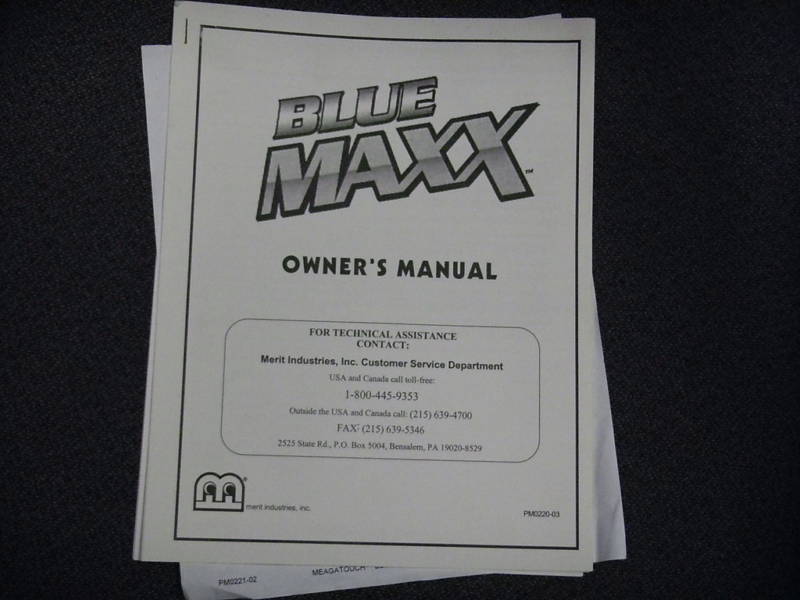 BLUE
MAXX™
OWNER'S MANUAL
FOR TECHNICAL ASSISTANCE
CONTACT:
Merit Industries, Inc. Customer Service Department
USA and Canada call toll-free:
1-800-445-9353
Outside the USA and Canada call: (215) 639-4700
FAX: (215) 639-5346
2525 State Rd., P.O. Box 5004, Bensalem, PA 19020-8529
merit industries, inc.
PM0220-03
PM0221-02
MEAGATOUCH